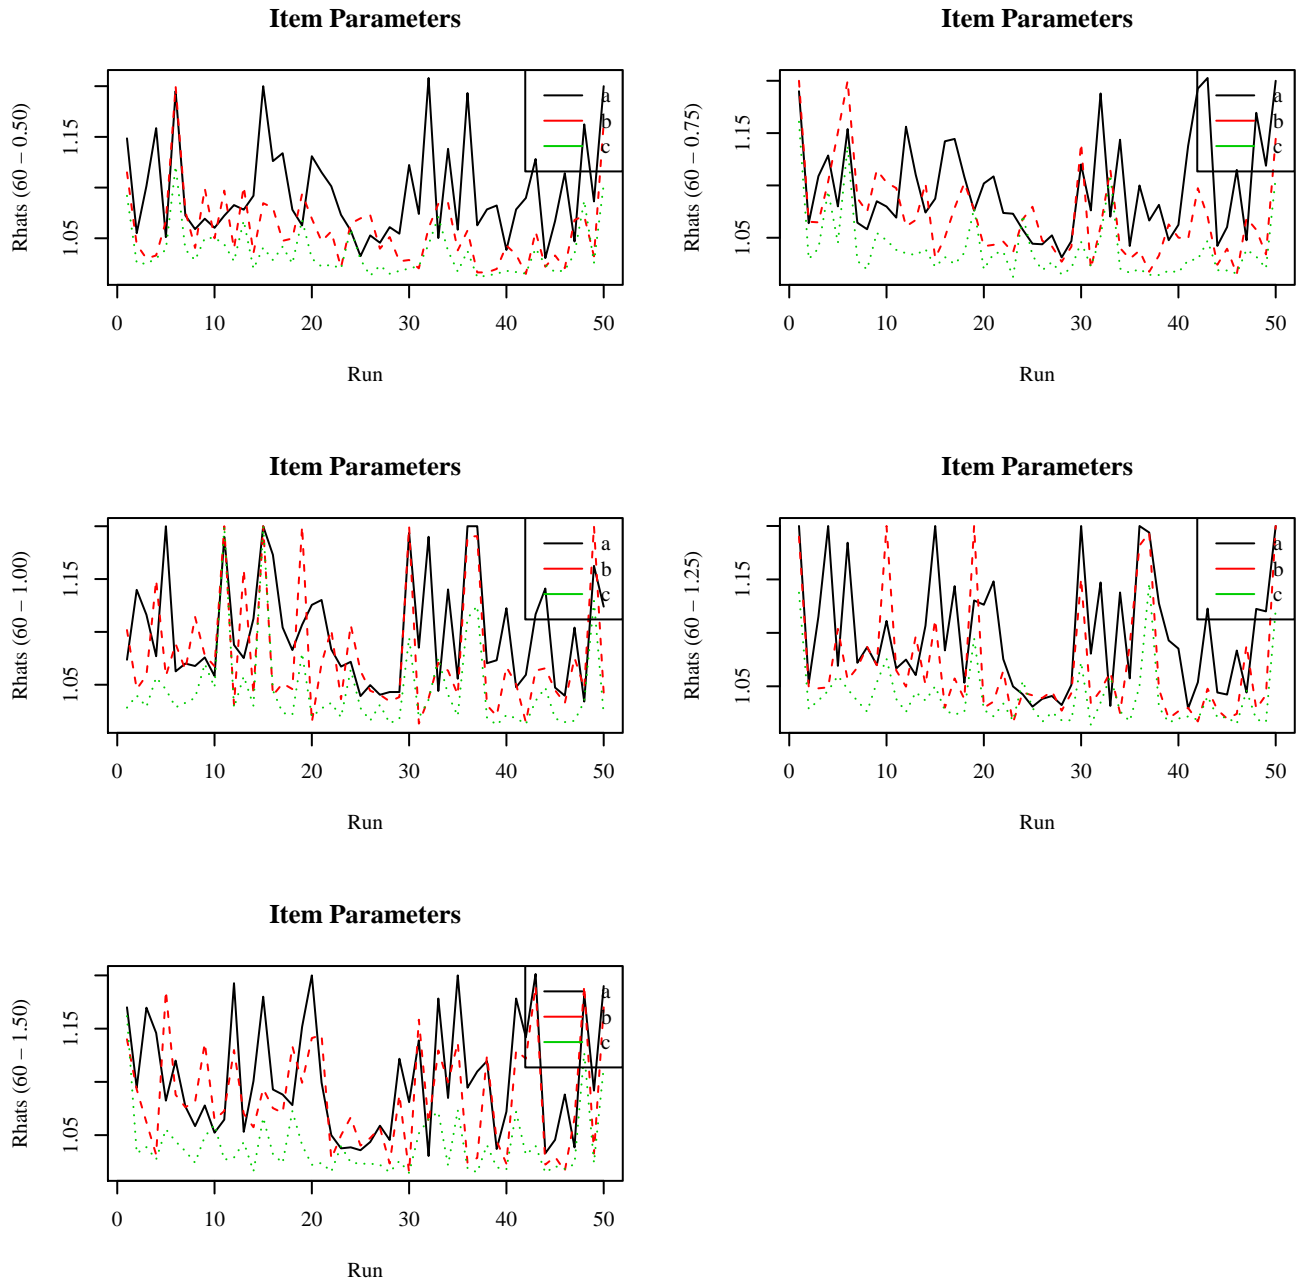 Item Parameters
Rhats (60 − 0.50)
1.15
1.05
a
b
c
0 10 20 30 40 50
Run
Item Parameters
Rhats (60 − 0.75)
1.15
1.05
a
b
c
0 10 20 30 40 50
Run
Item Parameters
Rhats (60 − 1.00)
1.15
1.05
a
b
c
0 10 20 30 40 50
Run
Item Parameters
Rhats (60 − 1.25)
1.15
1.05
a
b
c
0 10 20 30 40 50
Run
Item Parameters
Rhats (60 − 1.50)
1.15
1.05
a
b
c
0 10 20 30 40 50
Run